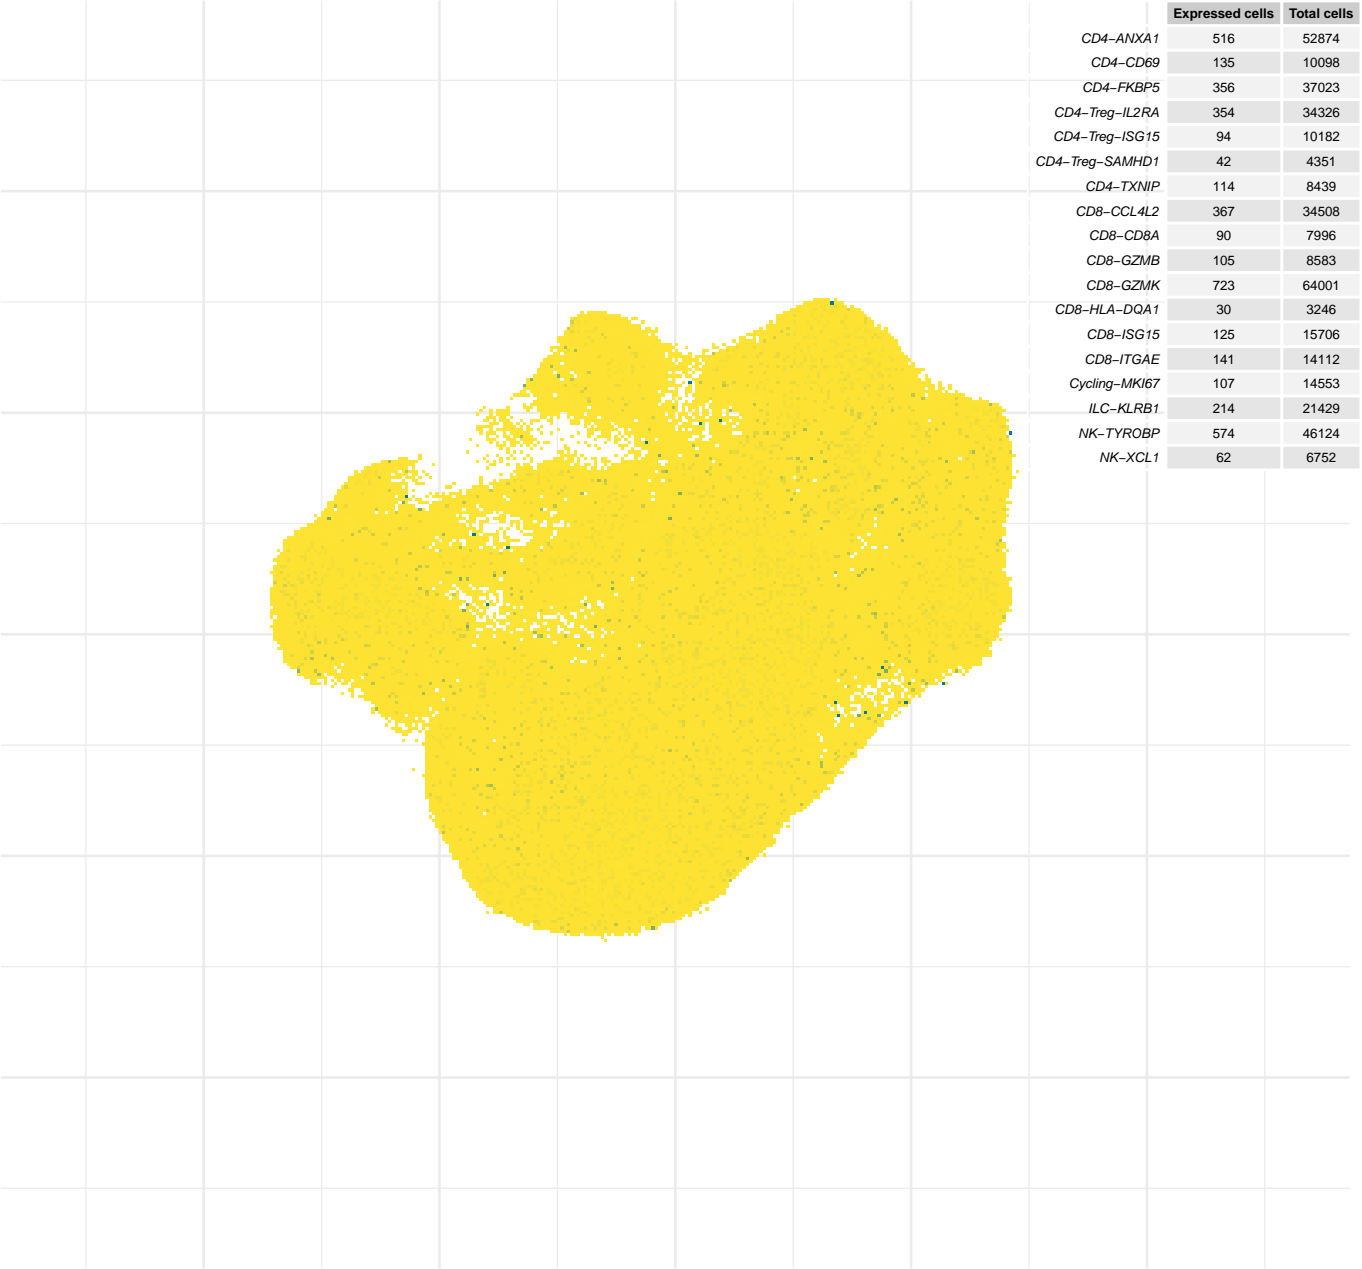 Expressed cells Total cells
CD4−ANXA1 516 52874
CD4−CD69 135 10098
CD4−FKBP5 356 37023
CD4−Treg−IL2RA 354 34326
CD4−Treg−ISG15 94 10182
CD4−Treg−SAMHD1 42 4351
CD4−TXNIP 114 8439
CD8−CCL4L2 367 34508
CD8−CD8A 90 7996
CD8−GZMB 105 8583
CD8−GZMK 723 64001
CD8−HLA−DQA1 30 3246
CD8−ISG15 125 15706
CD8−ITGAE 141 14112
Cycling−MKI67 107 14553
ILC−KLRB1 214 21429
NK−TYROBP 574 46124
NK−XCL1 62 6752